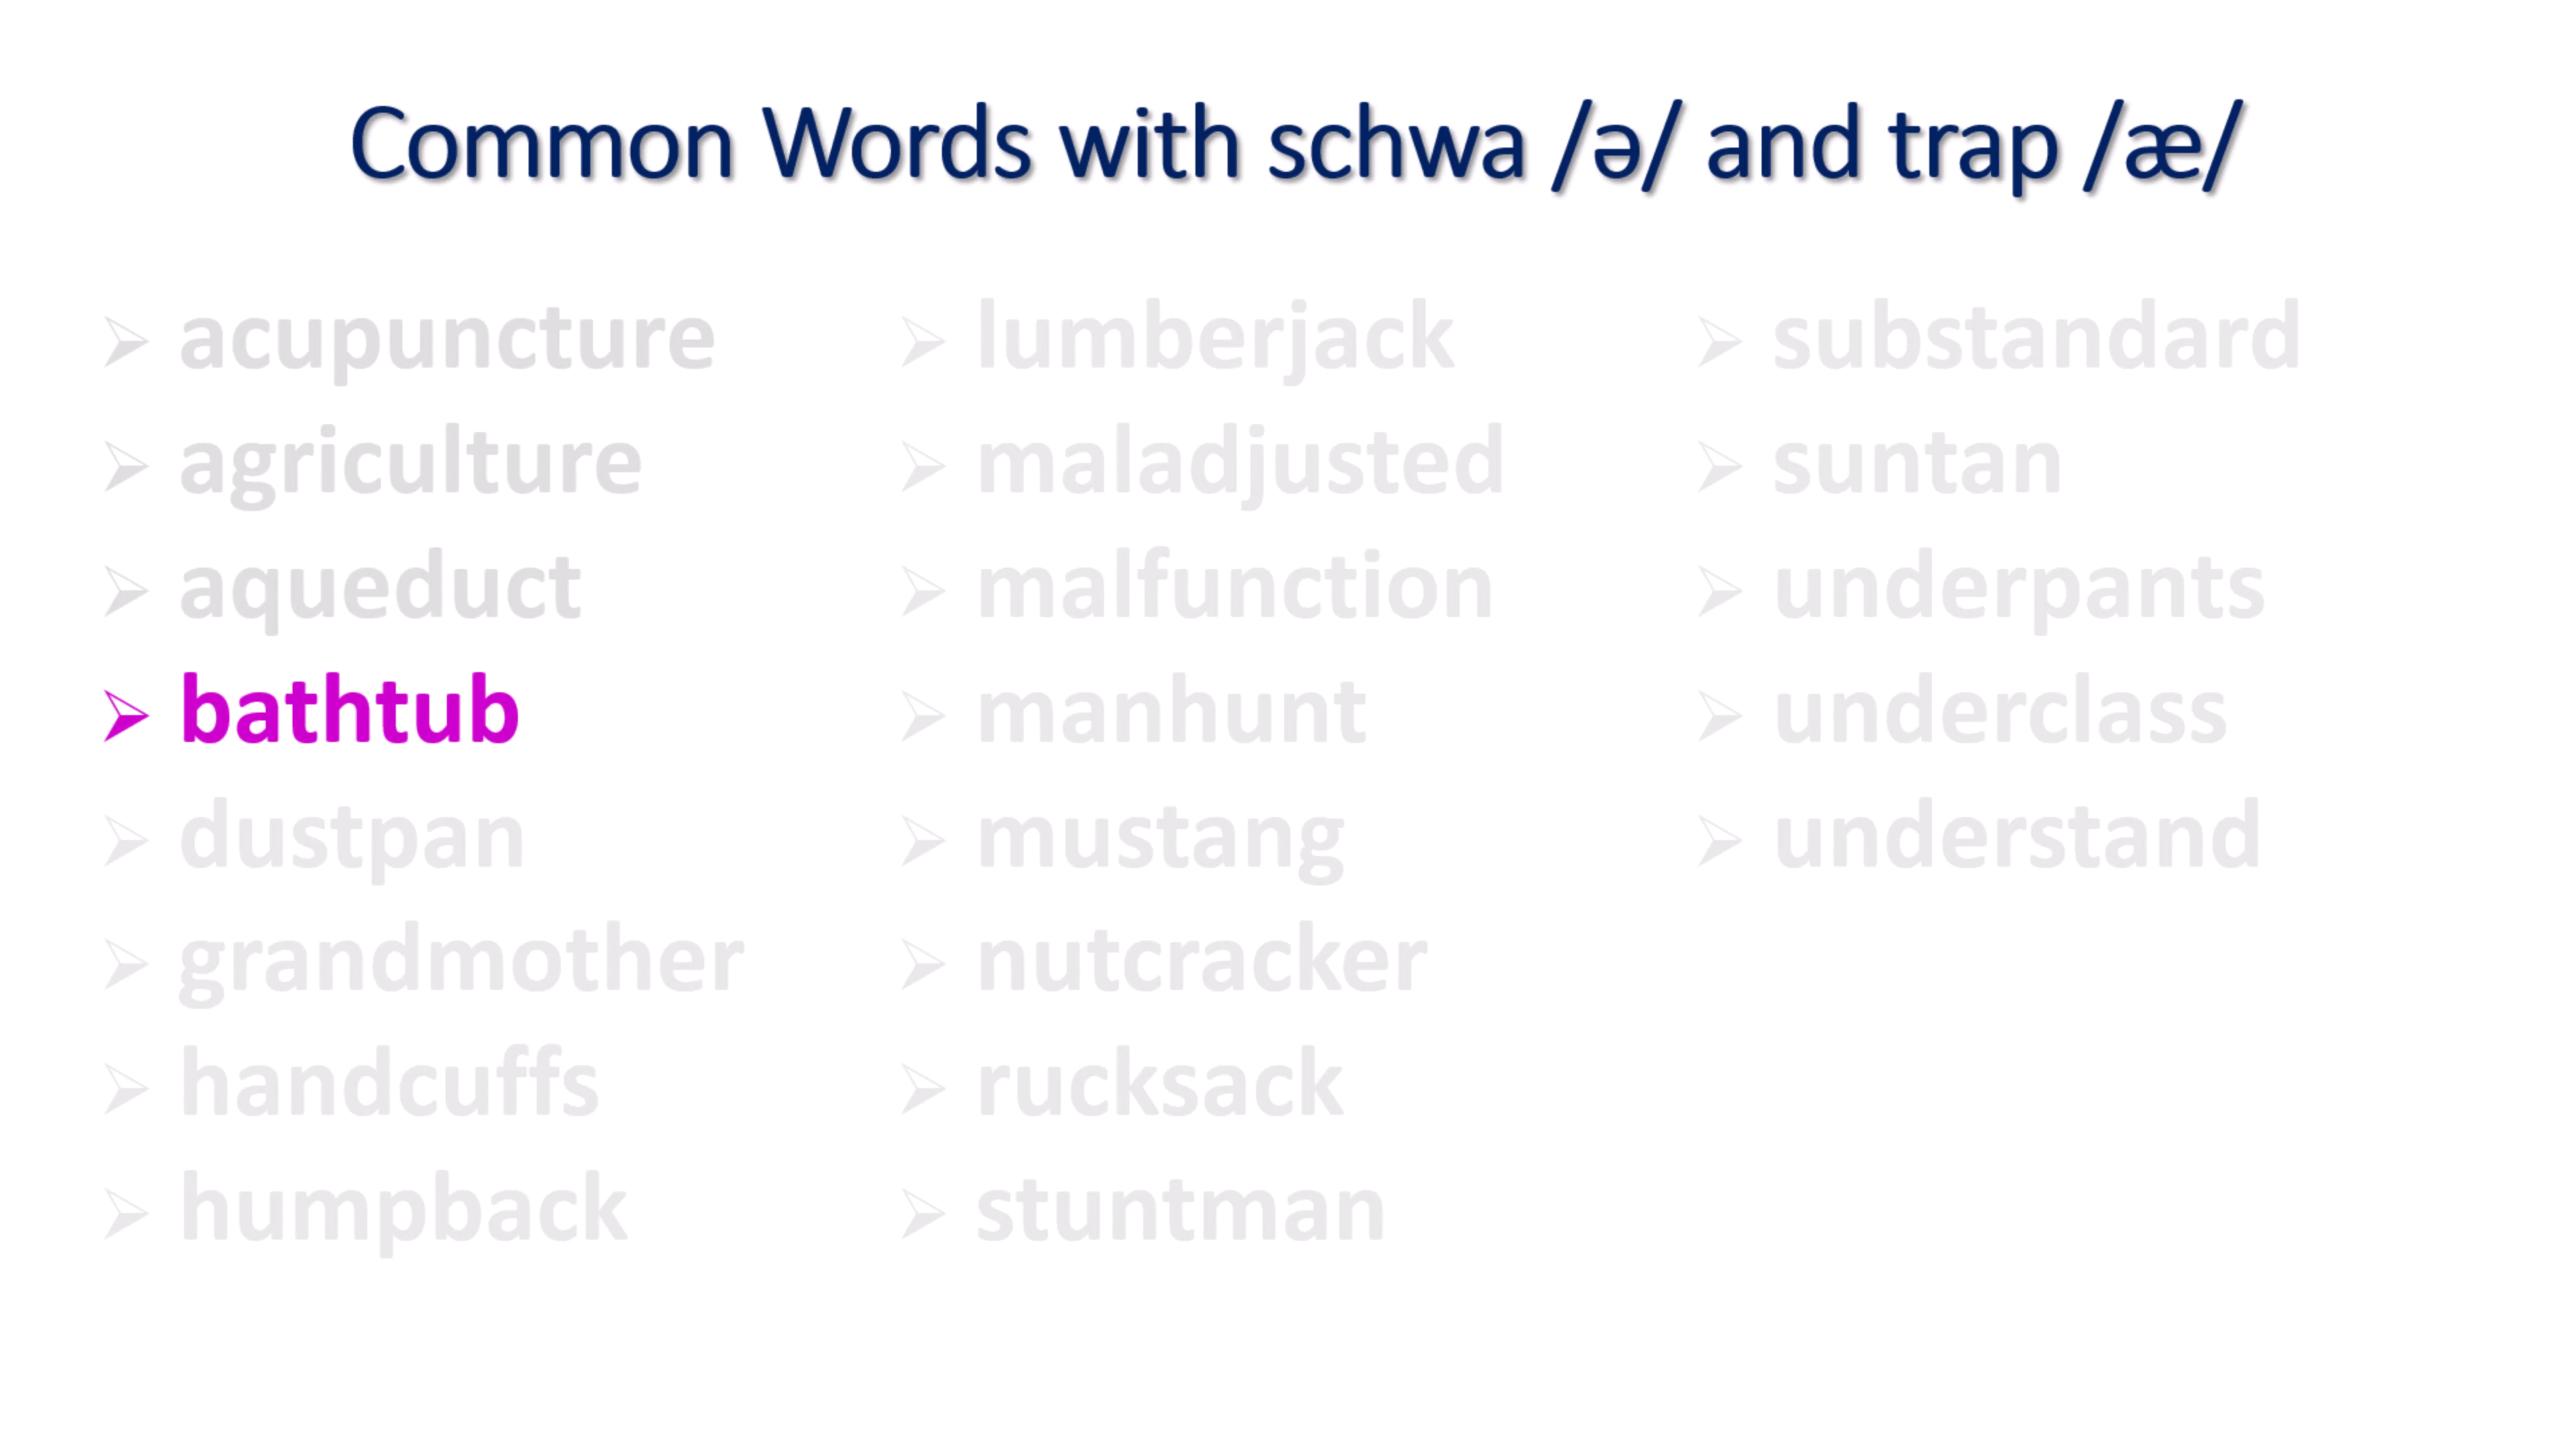 Common Words with schwa /ə/ and trap /æ/
➢ acupuncture
➢ agriculture
➢ aqueduct
➢ bathtub
➢ dustpan
➢ grandmother
➢ handcuffs
➢ humpback
➢ lumberjack
➢ maladjusted
➢ malfunction
➢ manhunt
➢ mustang
➢ nutcracker
➢ rucksack
➢ stuntman
➢ substandard
➢ suntan
➢ underpants
➢ underclass
➢ understand